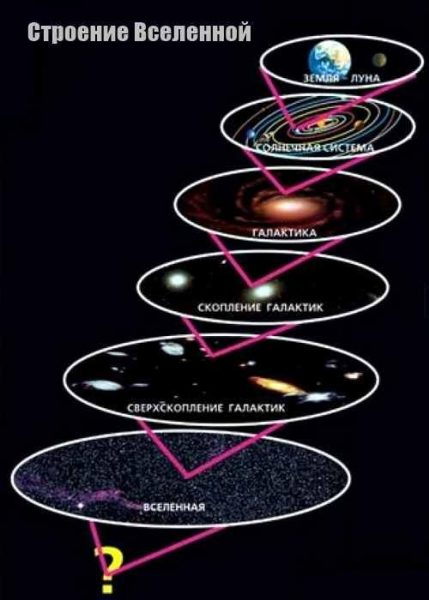 Строение Вселенной
ЗЕМЛЯ - ЛУНА
СОЛНЕЧНАЯ СИСТЕМА
ГАЛАКТИКА
СКОПЛЕНИЕ ГАЛАКТИК
СВЕРХСКОПЛЕНИЕ ГАЛАКТИК
ВСЕЛЕННАЯ
?